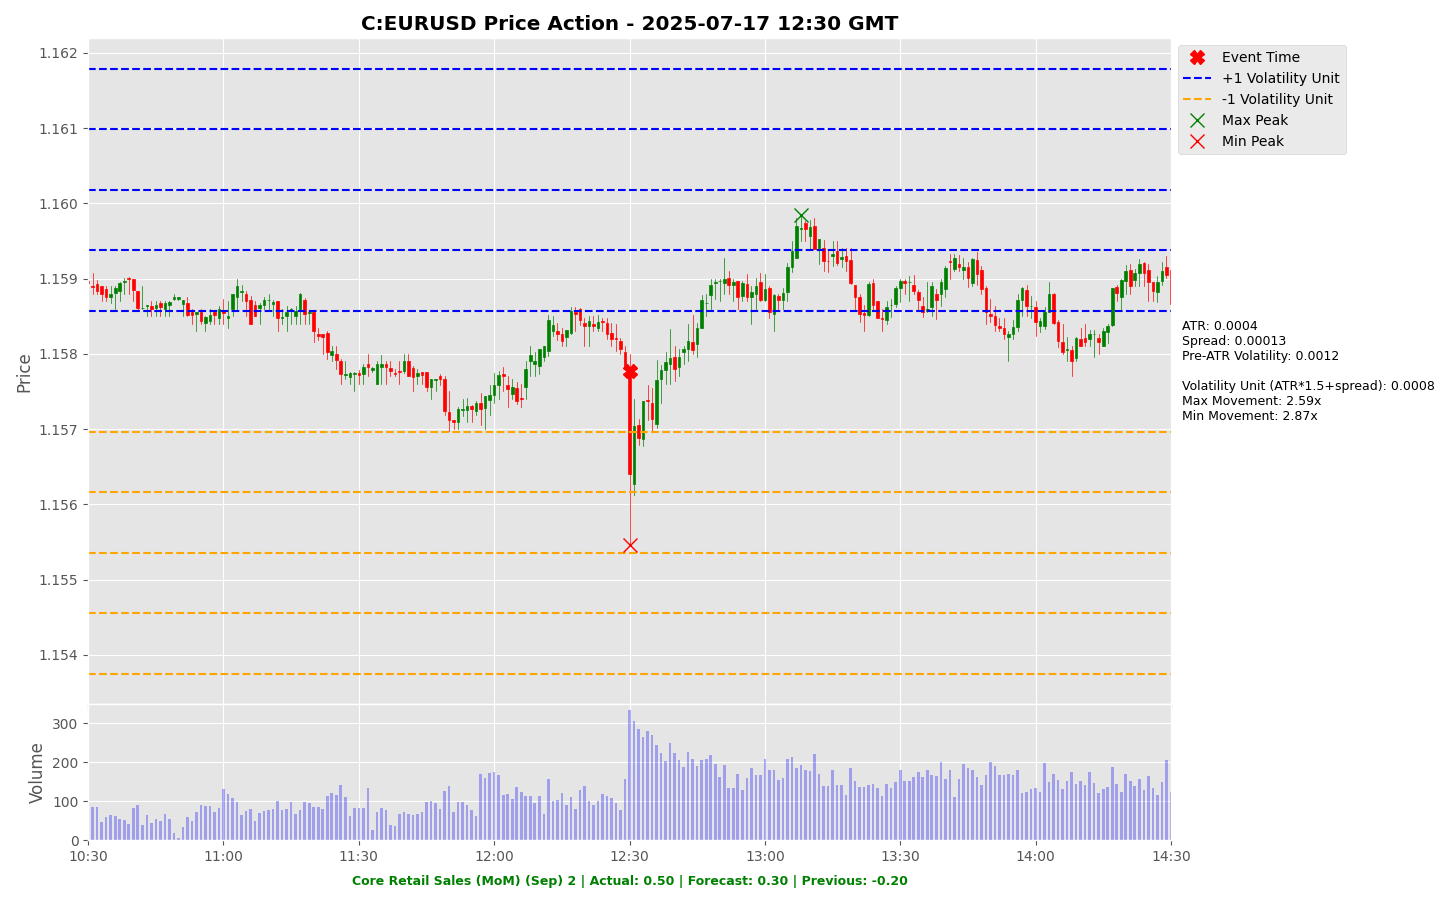 C:EURUSD Price Action - 2025-07-17 12:30 GMT
Price
1.162
1.161
1.160
1.159
1.158
1.157
1.156
1.155
1.154
Event Time
+1 Volatility Unit
-1 Volatility Unit
Max Peak
Min Peak
ATR: 0.0004
Spread: 0.00013
Pre-ATR Volatility: 0.0012
Volatility Unit (ATR*1.5+spread): 0.0008
Max Movement: 2.59x
Min Movement: 2.87x
Volume
300
200
100
0
10:30 11:00 11:30 12:00 12:30 13:00 13:30 14:00 14:30
Core Retail Sales (MoM) (Sep) 2 | Actual: 0.50 | Forecast: 0.30 | Previous: -0.20